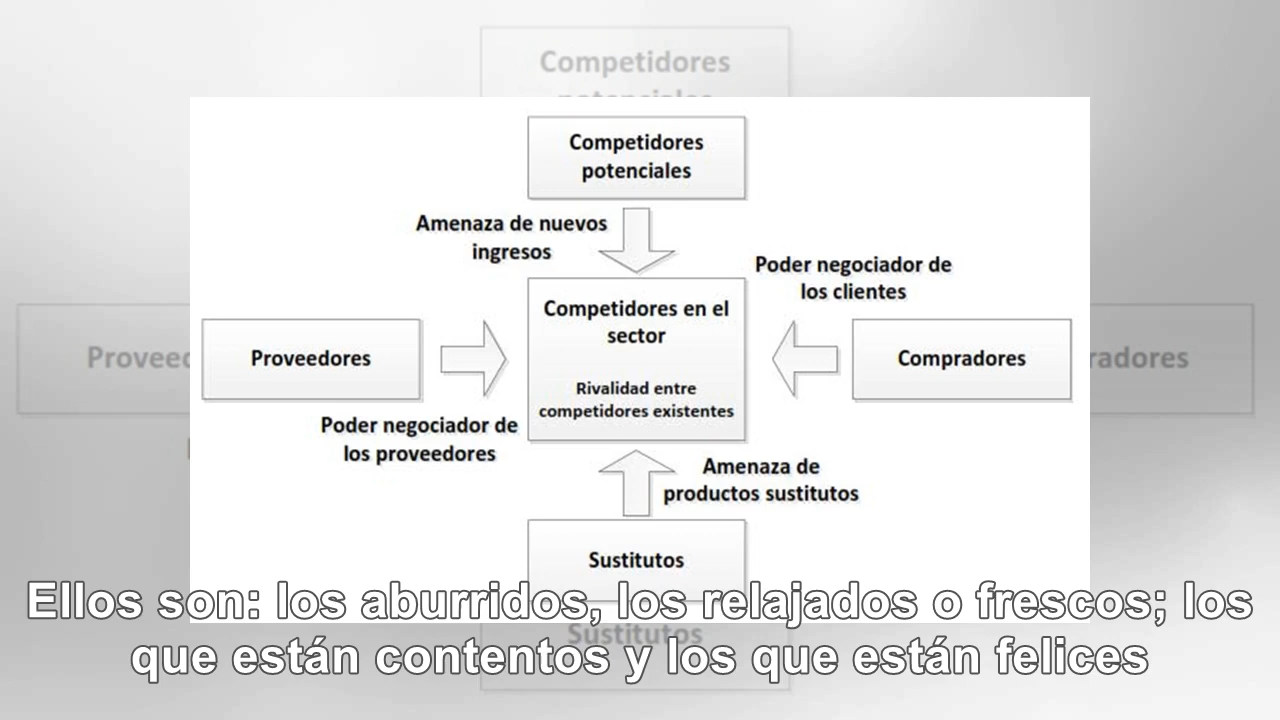 Competidores
Competidores
potenciales
Amenaza de nuevos
ingresos
Poder negociador de
los clientes
Competidores en el
sector
Rivalidad entre
competidores existentes
Proveedores
Compradores
Poder negociador de
los proveedores
Amenaza de
productos sustitutos
Sustitutos
Ellos son: los aburridos, los relajados o frescos; los
Sustitutos
que están contentos y los que están felices